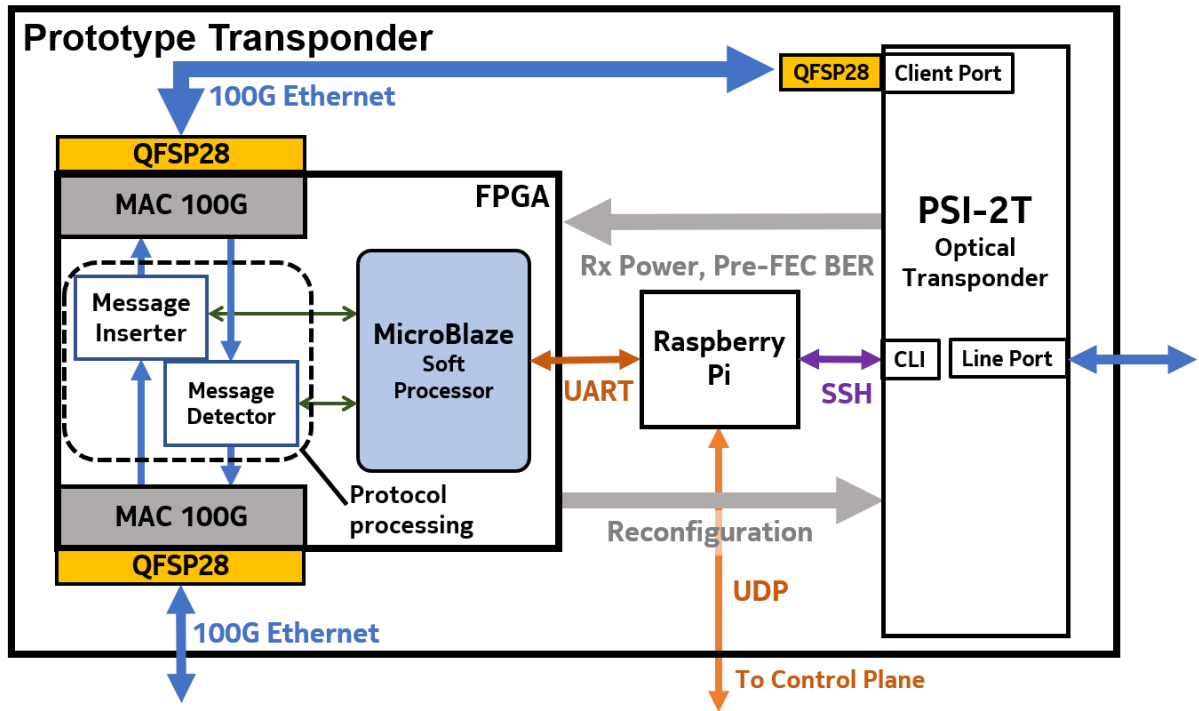 Prototype Transponder
QFSP28
Client Port
100G Ethernet
QFSP28
MAC 100G
FPGA
PSI-2T
Optical
Transponder
Rx Power, Pre-FEC BER
Message
Inserter
MicroBlaze
Soft
Processor
Raspberry
Pi
CLI
Line Port
UART
SSH
Message
Detector
Protocol
processing
MAC 100G
Reconfiguration
QFSP28
UDP
100G Ethernet
To Control Plane